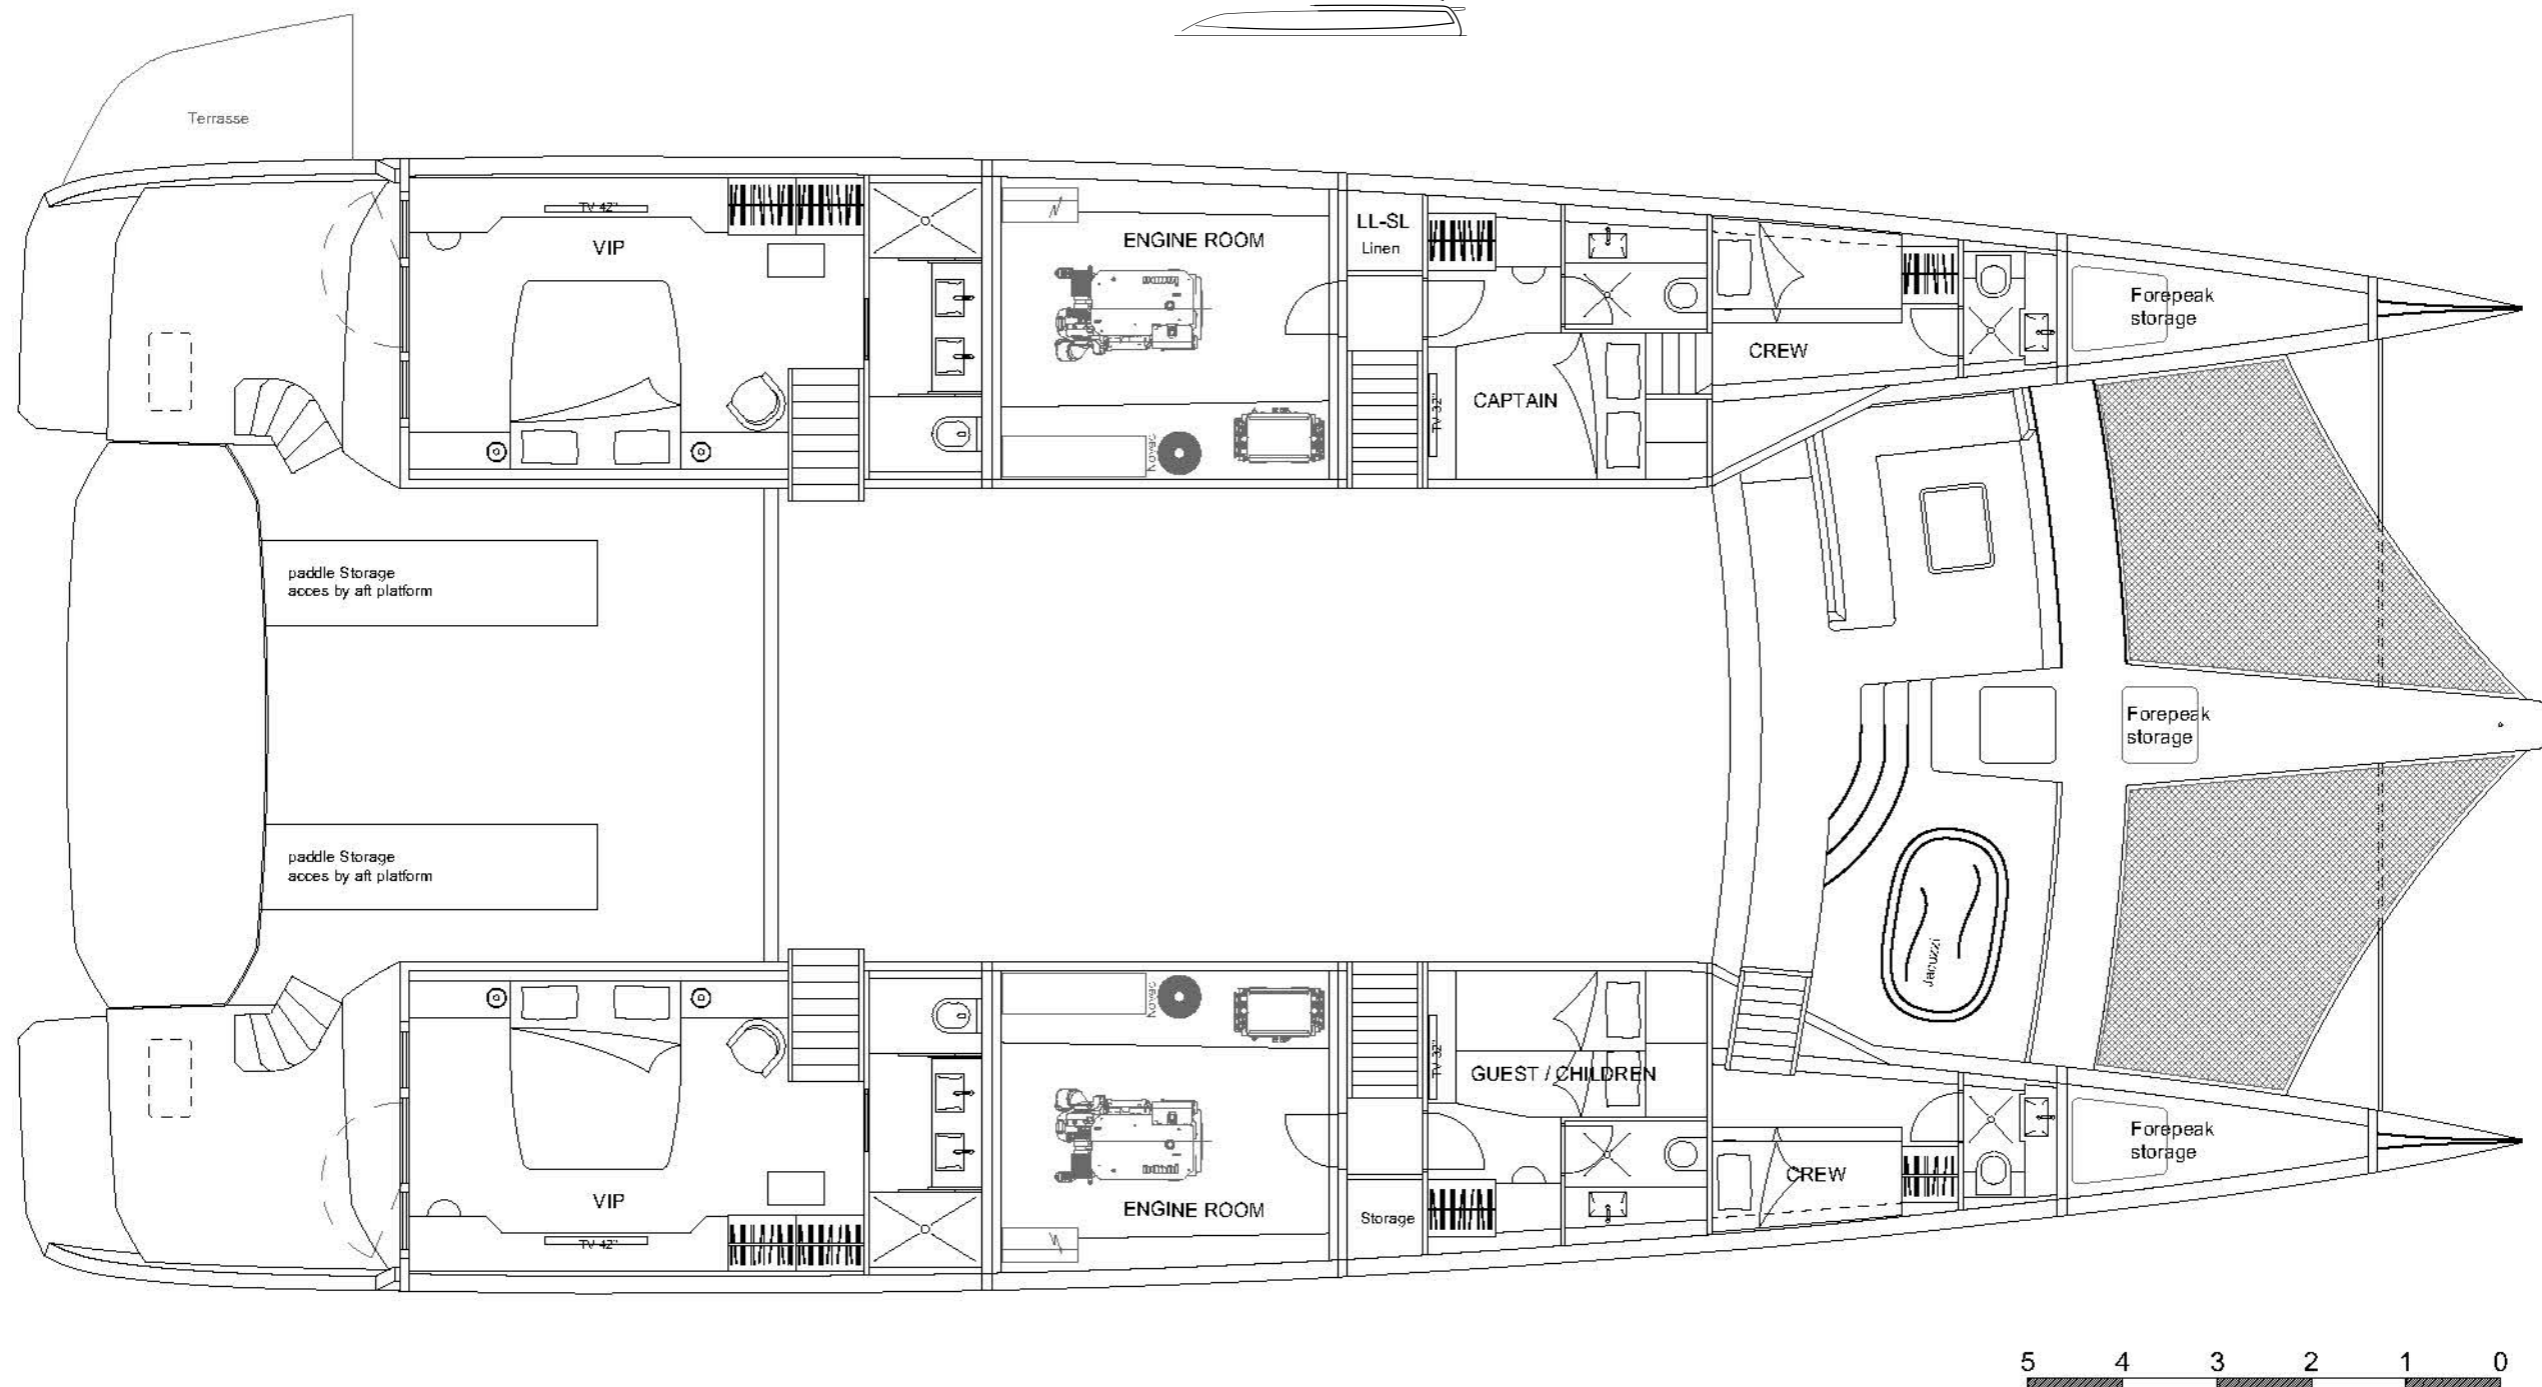 Terrasse
TV 42"
VIP
ENGINE ROOM
LL-SL
Linen
Forepeak
storage
CREW
CAPTAIN
TV 32"
Novac
paddle Storage
acces by aft platform
Forepeak
storage
paddle Storage
acces by aft platform
jacuzzi
Novac
TV 32"
GUEST / CHILDREN
Forepeak
storage
CREW
VIP
ENGINE ROOM
Storage
TV 42"
5 4 3 2 1 0